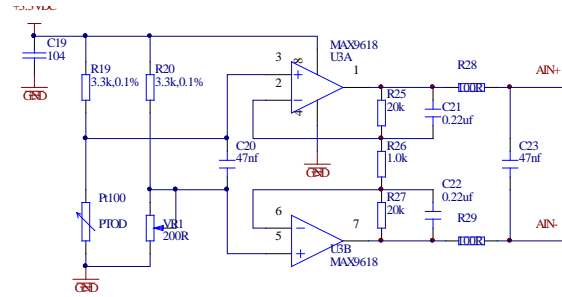 +3.3VDC
C19
104
GND
R19
3.3k,0.1%
R20
3.3k,0.1%
Pt100
PTOD
VR1
200R
GND
C20
47nf
3
2
8
4
1
MAX9618
U3A
GND
R25
20k
R26
1.0k
R27
20k
C21
0.22uf
C22
0.22uf
6
5
7
U3B
MAX9618
R28
100R
R29
100R
C23
47nf
AIN+
AIN-